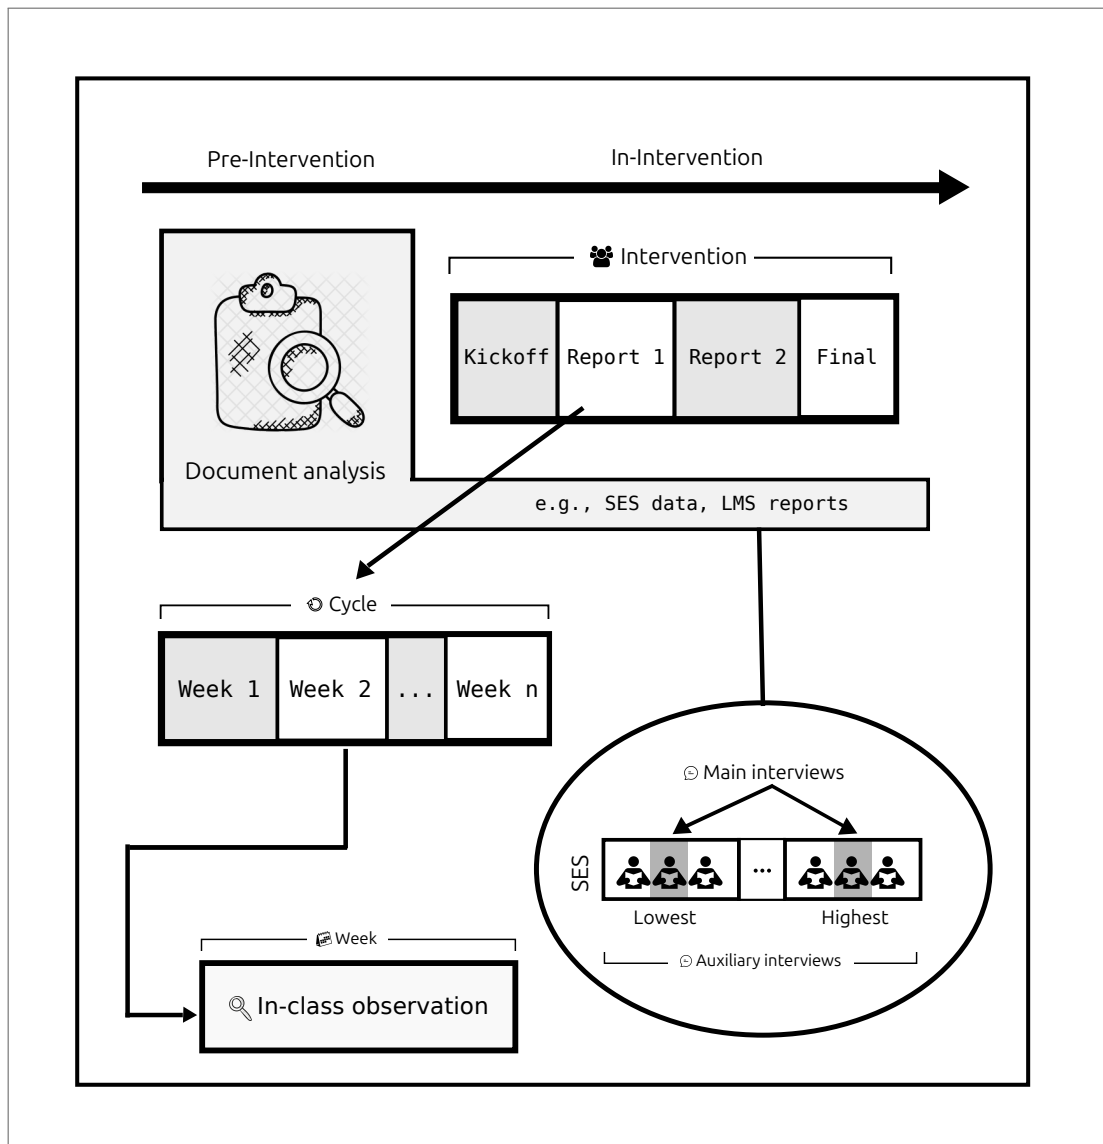 Pre-Intervention
In-Intervention
Intervention
Kickoff
Report 1
Report 2
Final
Document analysis
e.g., SES data, LMS reports
Cycle
Week 1
Week 2
...
Week n
Main interviews
SES
...
Lowest
Highest
Auxiliary interviews
Week
In-class observation